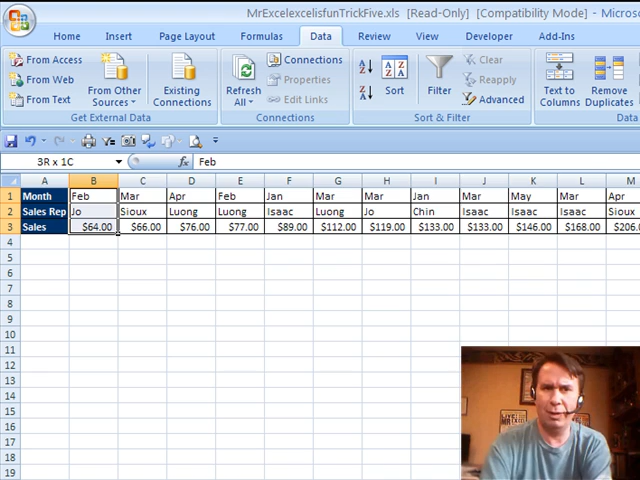 MrExcelexcelisfunTrickFive.xls [Read-Only] [Compatibility Mode] - Microso
Home Insert Page Layout Formulas Data Review View Developer Add-Ins
From Access
From Web
From Text
From Other
Sources
Existing
Connections
Get External Data
Refresh
All
Connections
Properties
Edit Links
Connections
A
Z
Z
A
A Z
Z A
Sort
Filter
Clear
Reapply
Advanced
Sort & Filter
Text to
Columns
Remove
Duplicates
Data
3R x 1C fx Feb
A B C D E F G H I J K L M
1 Month Feb Mar Apr Feb Jan Mar Mar Jan Mar May Mar Apr
2 Sales Rep Jo Sioux Luong Luong Isaac Luong Jo Chin Isaac Isaac Isaac Sioux
3 Sales $64.00 $66.00 $76.00 $77.00 $89.00 $112.00 $119.00 $133.00 $133.00 $146.00 $168.00 $206.0
4
5
6
7
8
9
10
11
12
13
14
15
16
17
18
19